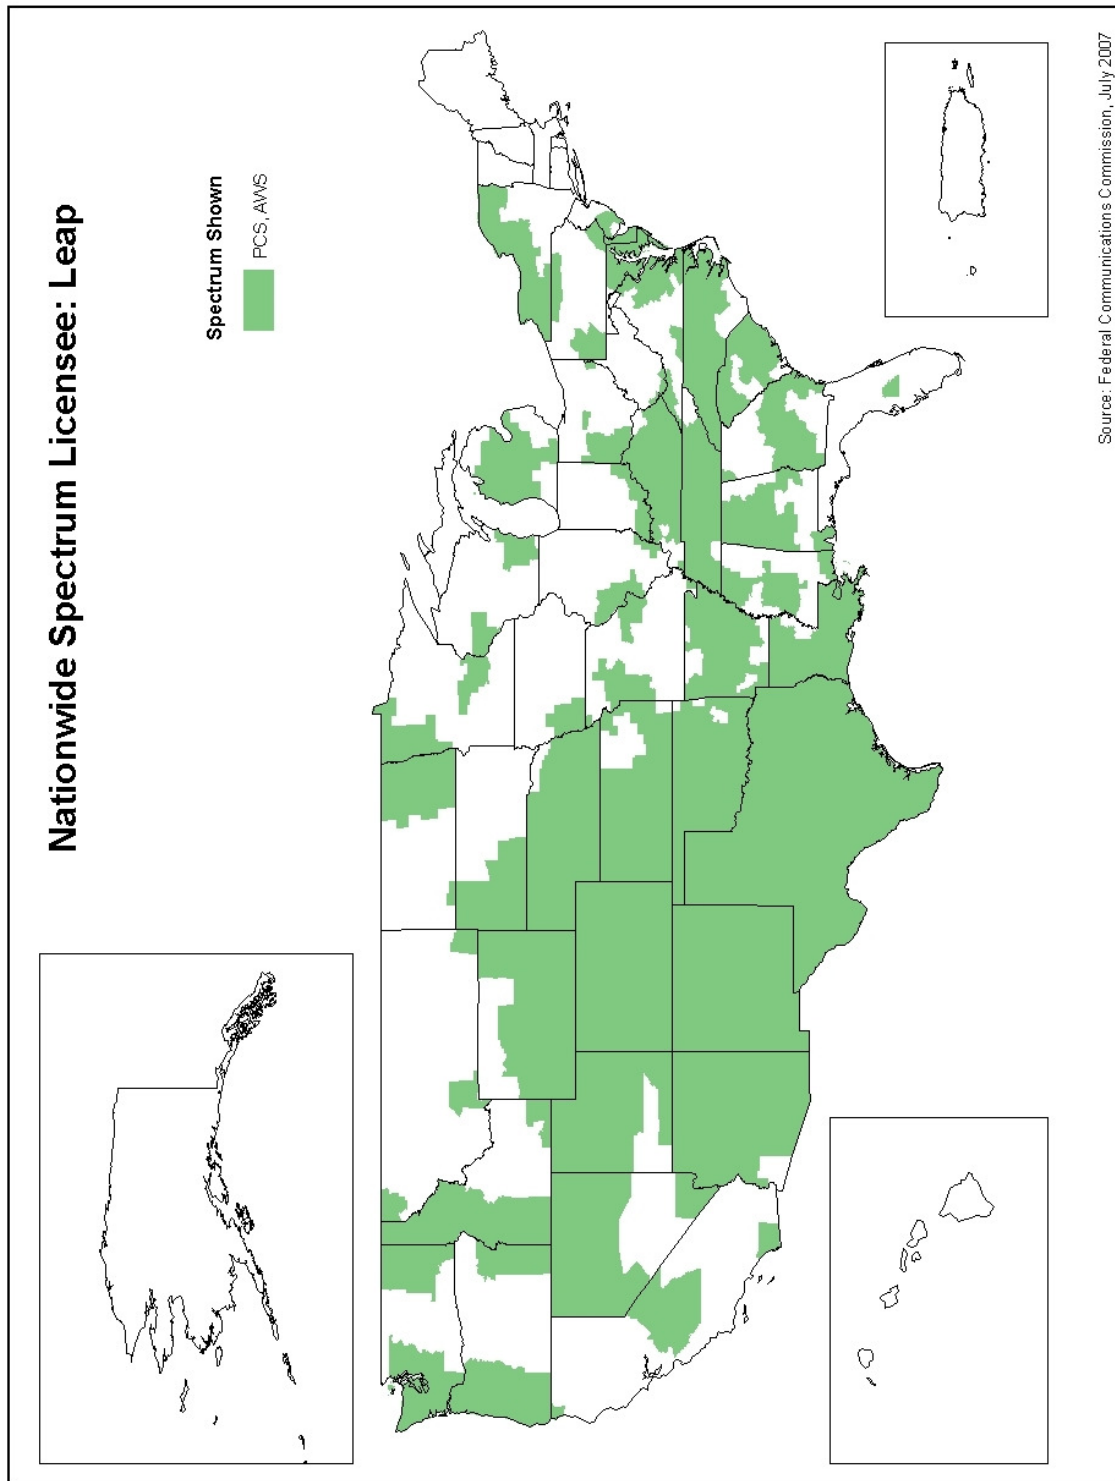 Nationwide Spectrum Licensee: Leap
Spectrum Shown
PCS, AWS
Source: Federal Communications Commission, July 2007